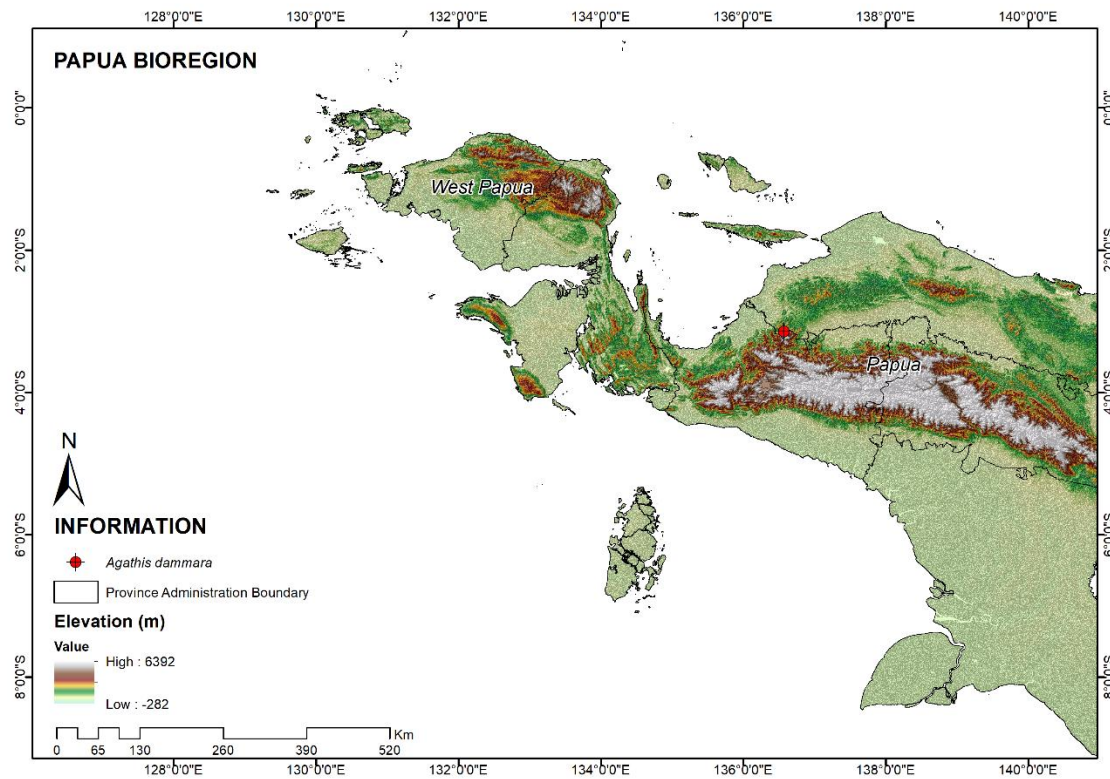 128°0'0"E 130°0'0"E 132°0'0"E 134°0'0"E 136°0'0"E 138°0'0"E 140°0'0"E
PAPUA BIOREGION
0°0'0" 0°0'0"
West Papua
2°0'0"S 2°0'0"S
Papua
4°0'0"S 4°0'0"S
N
INFORMATION
6°0'0"S 6°0'0"S
Agathis dammara
Province Administration Boundary
Elevation (m)
Value
High : 6392
8°0'0"S 8°0'0"S
Low : -282
Km
0 65 130 260 390 520
128°0'0"E 130°0'0"E 132°0'0"E 134°0'0"E 136°0'0"E 138°0'0"E 140°0'0"E